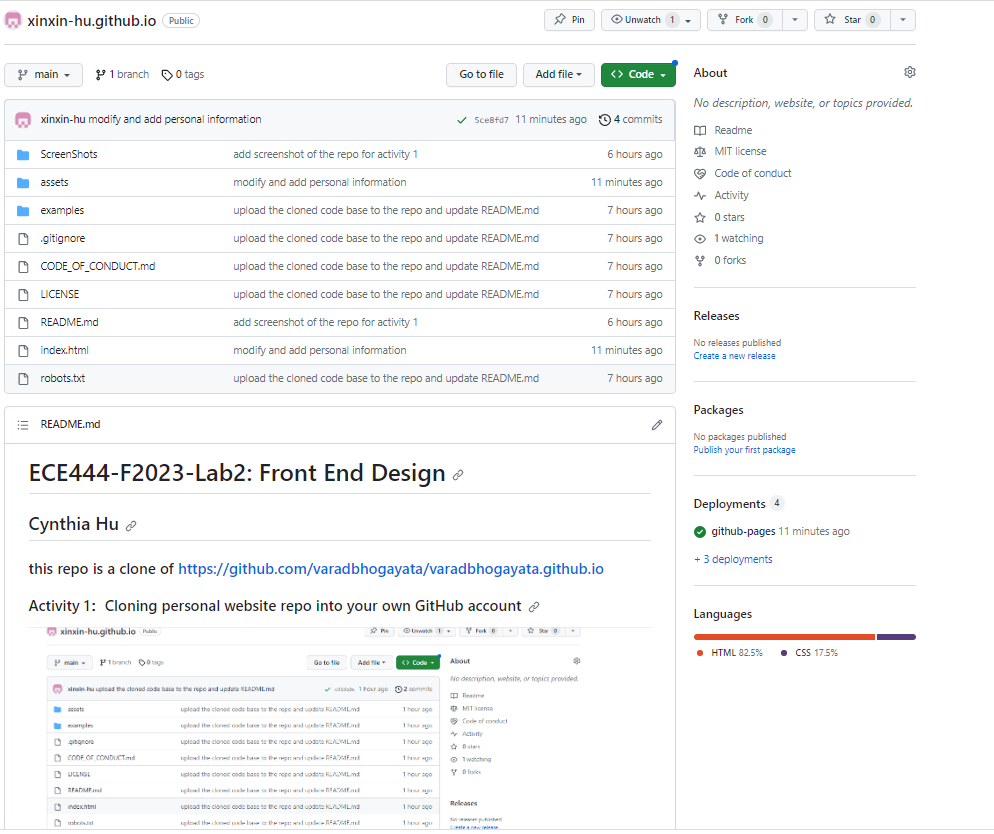 xinxin-hu.github.io Public Pin Unwatch 1 Fork 0 Star 0
main 1 branch 0 tags Go to file Add file Code
xinxin-hu modify and add personal information 5ce8fd7 11 minutes ago 4 commits
ScreenShots add screenshot of the repo for activity 1 6 hours ago
assets modify and add personal information 11 minutes ago
examples upload the cloned code base to the repo and update README.md 7 hours ago
.gitignore upload the cloned code base to the repo and update README.md 7 hours ago
CODE_OF_CONDUCT.md upload the cloned code base to the repo and update README.md 7 hours ago
LICENSE upload the cloned code base to the repo and update README.md 7 hours ago
README.md add screenshot of the repo for activity 1 6 hours ago
index.html modify and add personal information 11 minutes ago
robots.txt upload the cloned code base to the repo and update README.md 7 hours ago
README.md
ECE444-F2023-Lab2: Front End Design
Cynthia Hu
this repo is a clone of https://github.com/varadbhogayata/varadbhogayata.github.io
Activity 1: Cloning personal website repo into your own GitHub account
xinxin-hu.github.io Public Pin Unwatch 1 Fork 0 Star 0
main 1 branch 0 tags Go to file Add file Code
xinxin-hu upload the cloned code base to the repo and update README.md 1 hour ago 2 commits
assets upload the cloned code base to the repo and update README.md 1 hour ago
examples upload the cloned code base to the repo and update README.md 1 hour ago
.gitignore upload the cloned code base to the repo and update README.md 1 hour ago
CODE_OF_CONDUCT.md upload the cloned code base to the repo and update README.md 1 hour ago
LICENSE upload the cloned code base to the repo and update README.md 1 hour ago
README.md upload the cloned code base to the repo and update README.md 1 hour ago
index.html upload the cloned code base to the repo and update README.md 1 hour ago
robots.txt upload the cloned code base to the repo and update README.md 1 hour ago
About
No description, website, or topics provided.
Readme
MIT license
Code of conduct
Activity
0 stars
1 watching
0 forks
Releases
No releases published
Create a new release
About
No description, website, or topics provided.
Readme
MIT license
Code of conduct
Activity
0 stars
1 watching
0 forks
Releases
No releases published
Create a new release
Packages
No packages published
Publish your first package
Deployments 4
github-pages 11 minutes ago
+ 3 deployments
Languages
HTML 82.5% CSS 17.5%